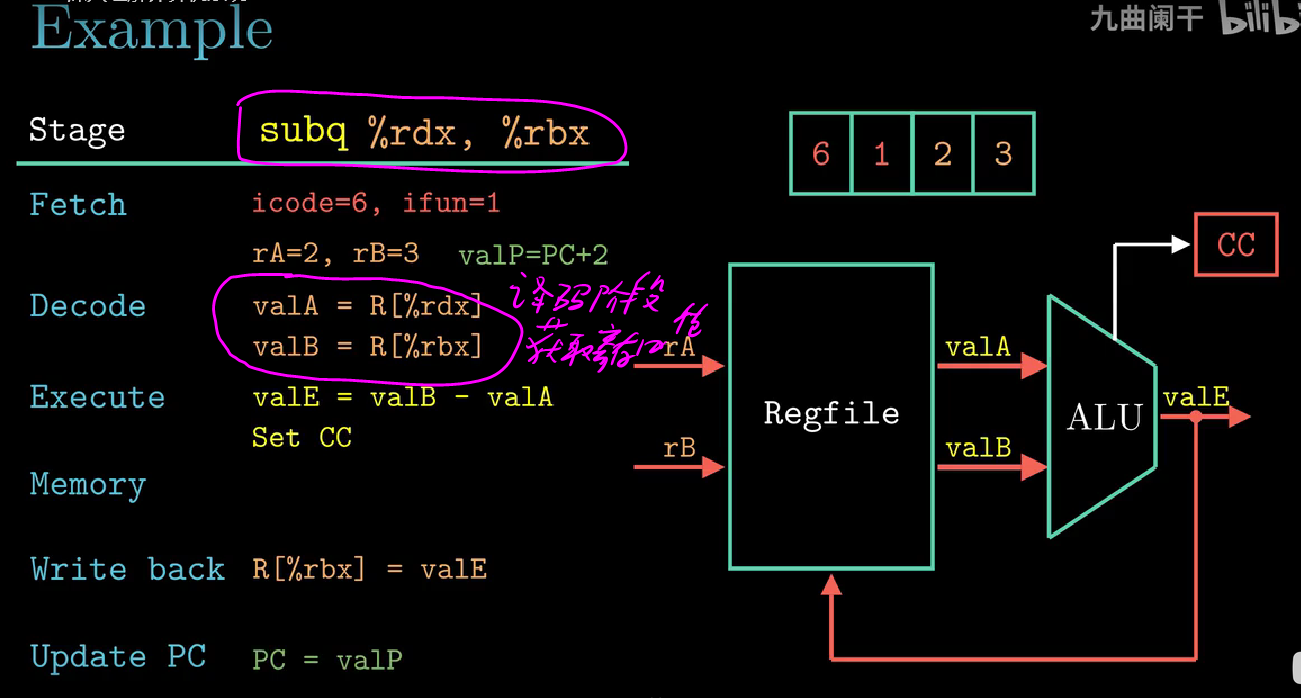 Example
九曲阑干 bilib
Stage subq %rdx, %rbx
6 1 2 3
Fetch icode=6, ifun=1
rA=2, rB=3 valP=PC+2
CC
Decode valA = R[%rdx]
valB = R[%rbx]
译码阶段
获取寄存 值
rA
rB
Regfile
valA
valB
ALU
valE
Execute valE = valB - valA
Set CC
Memory
Write back R[%rbx] = valE
Update PC PC = valP